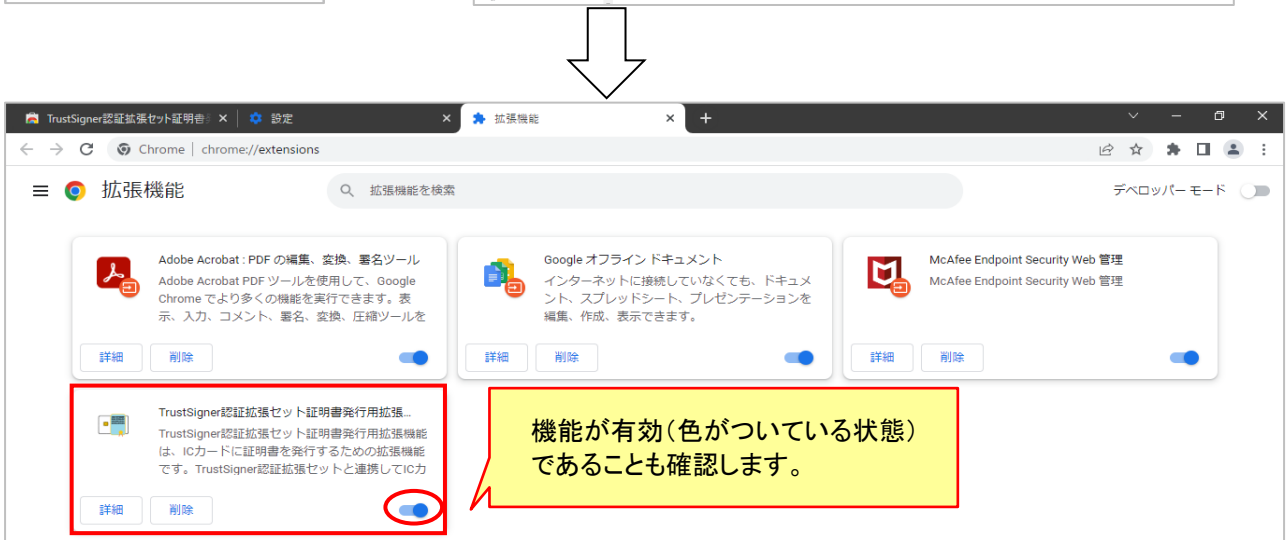 TrustSigner認証拡張セット証明書
設定
拡張機能
Chrome | chrome://extensions
拡張機能
拡張機能を検索
デベロッパー モード
Adobe Acrobat : PDF の編集、変換、署名ツール
Adobe Acrobat PDF ツールを使用して、Google
Chrome でより多くの機能を実行できます。表
示、入力、コメント、署名、変換、圧縮ツールを
詳細
削除
Google オフライン ドキュメント
インターネットに接続していなくても、ドキュメ
ント、スプレッドシート、プレゼンテーションを
編集、作成、表示できます。
詳細
削除
McAfee Endpoint Security Web 管理
McAfee Endpoint Security Web 管理
詳細
削除
TrustSigner認証拡張セット証明書発行用拡張...
TrustSigner認証拡張セット証明書発行用拡張機能
は、ICカードに証明書を発行するための拡張機能
です。TrustSigner認証拡張セットと連携してICカ
詳細
削除
機能が有効（色がついている状態）
であることも確認します。